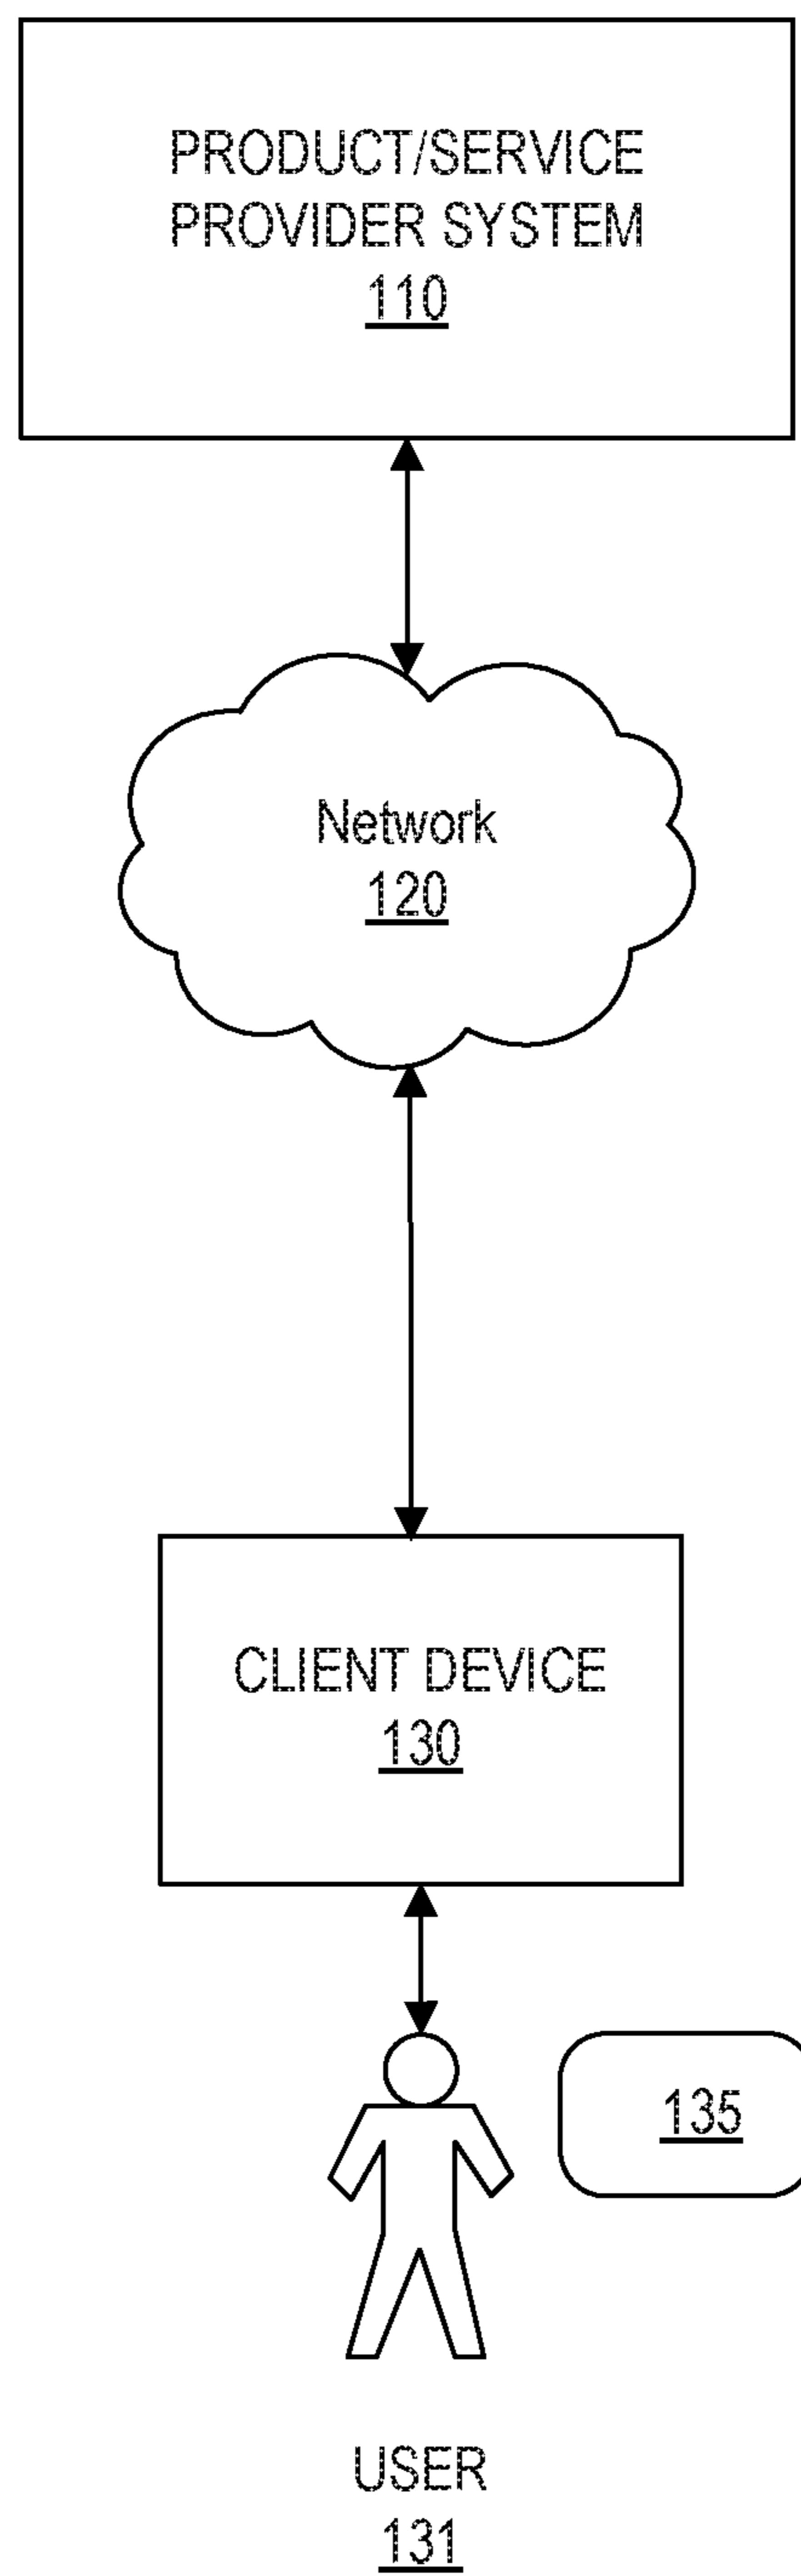 PRODUCT/SERVICE
PROVIDER SYSTEM
110
Network
120
CLIENT DEVICE
130
135
USER
131